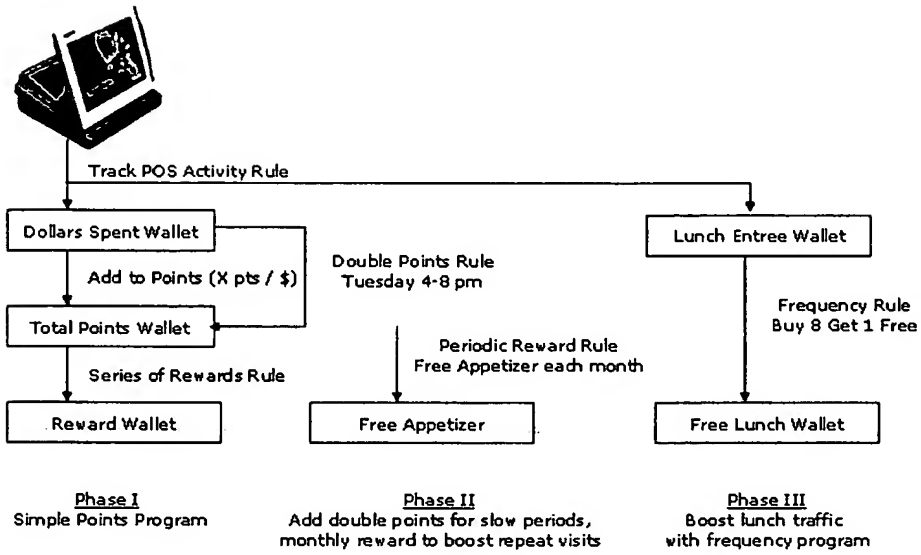 Track POS Activity Rule
Dollars Spent Wallet
Lunch Entree Wallet
Add to Points (X pts / $)
Double Points Rule
Tuesday 4-8 pm
Total Points Wallet
Frequency Rule
Buy 8 Get 1 Free
Series of Rewards Rule
Periodic Reward Rule
Free Appetizer each month
Reward Wallet
Free Appetizer
Free Lunch Wallet
Phase I
Simple Points Program
Phase II
Add double points for slow periods,
monthly reward to boost repeat visits
Phase III
Boost lunch traffic
with frequency program